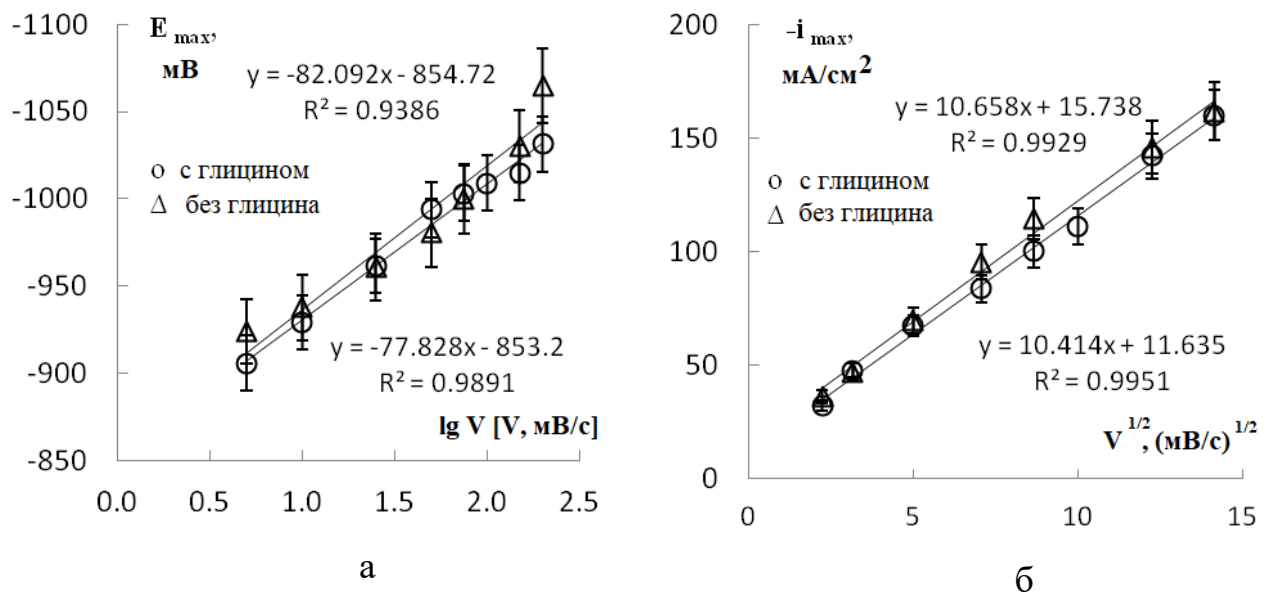 E max,
мВ
y = -82.092x - 854.72
R² = 0.9386
o с глицином
Δ без глицина
y = -77.828x - 853.2
R² = 0.9891
lg V [V, мВ/с]
-1100
-1050
-1000
-950
-900
-850
0.0 0.5 1.0 1.5 2.0 2.5
а
-i max,
мА/см²
y = 10.658x + 15.738
R² = 0.9929
o с глицином
Δ без глицина
y = 10.414x + 11.635
R² = 0.9951
V 1/2, (мВ/с) 1/2
200
150
100
50
0
0 5 10 15
б